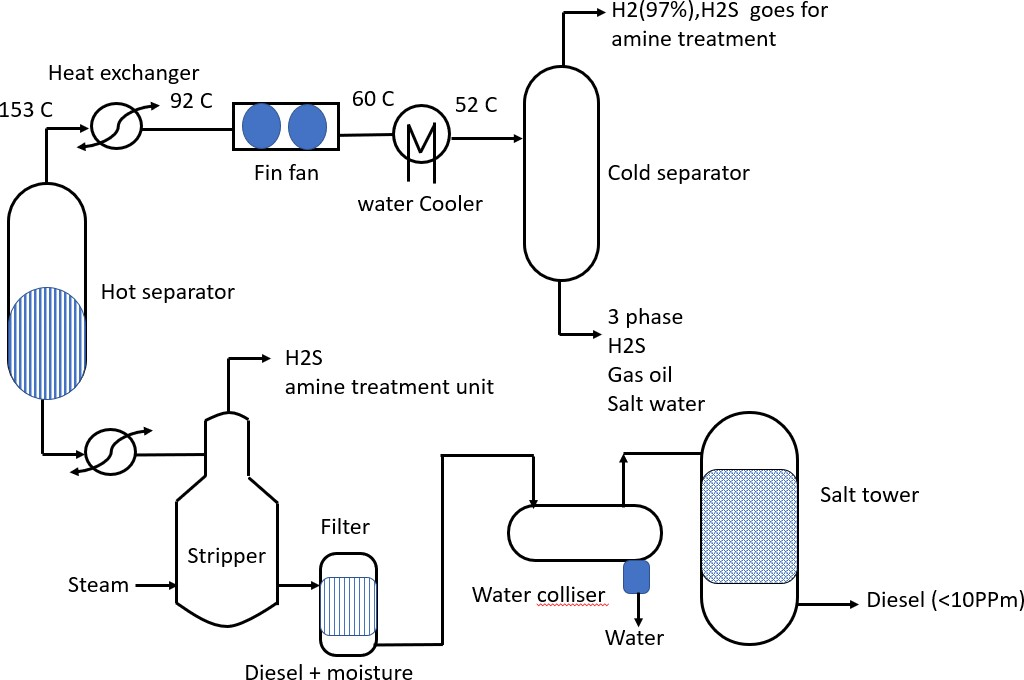 H2(97%),H2S goes for
amine treatment
Heat exchanger
153 C
92 C
60 C
52 C
Fin fan
water Cooler
Cold separator
Hot separator
3 phase
H2S
Gas oil
Salt water
H2S
amine treatment unit
Salt tower
Filter
Stripper
Steam
Water colliser
Diesel (<10PPm)
Water
Diesel + moisture